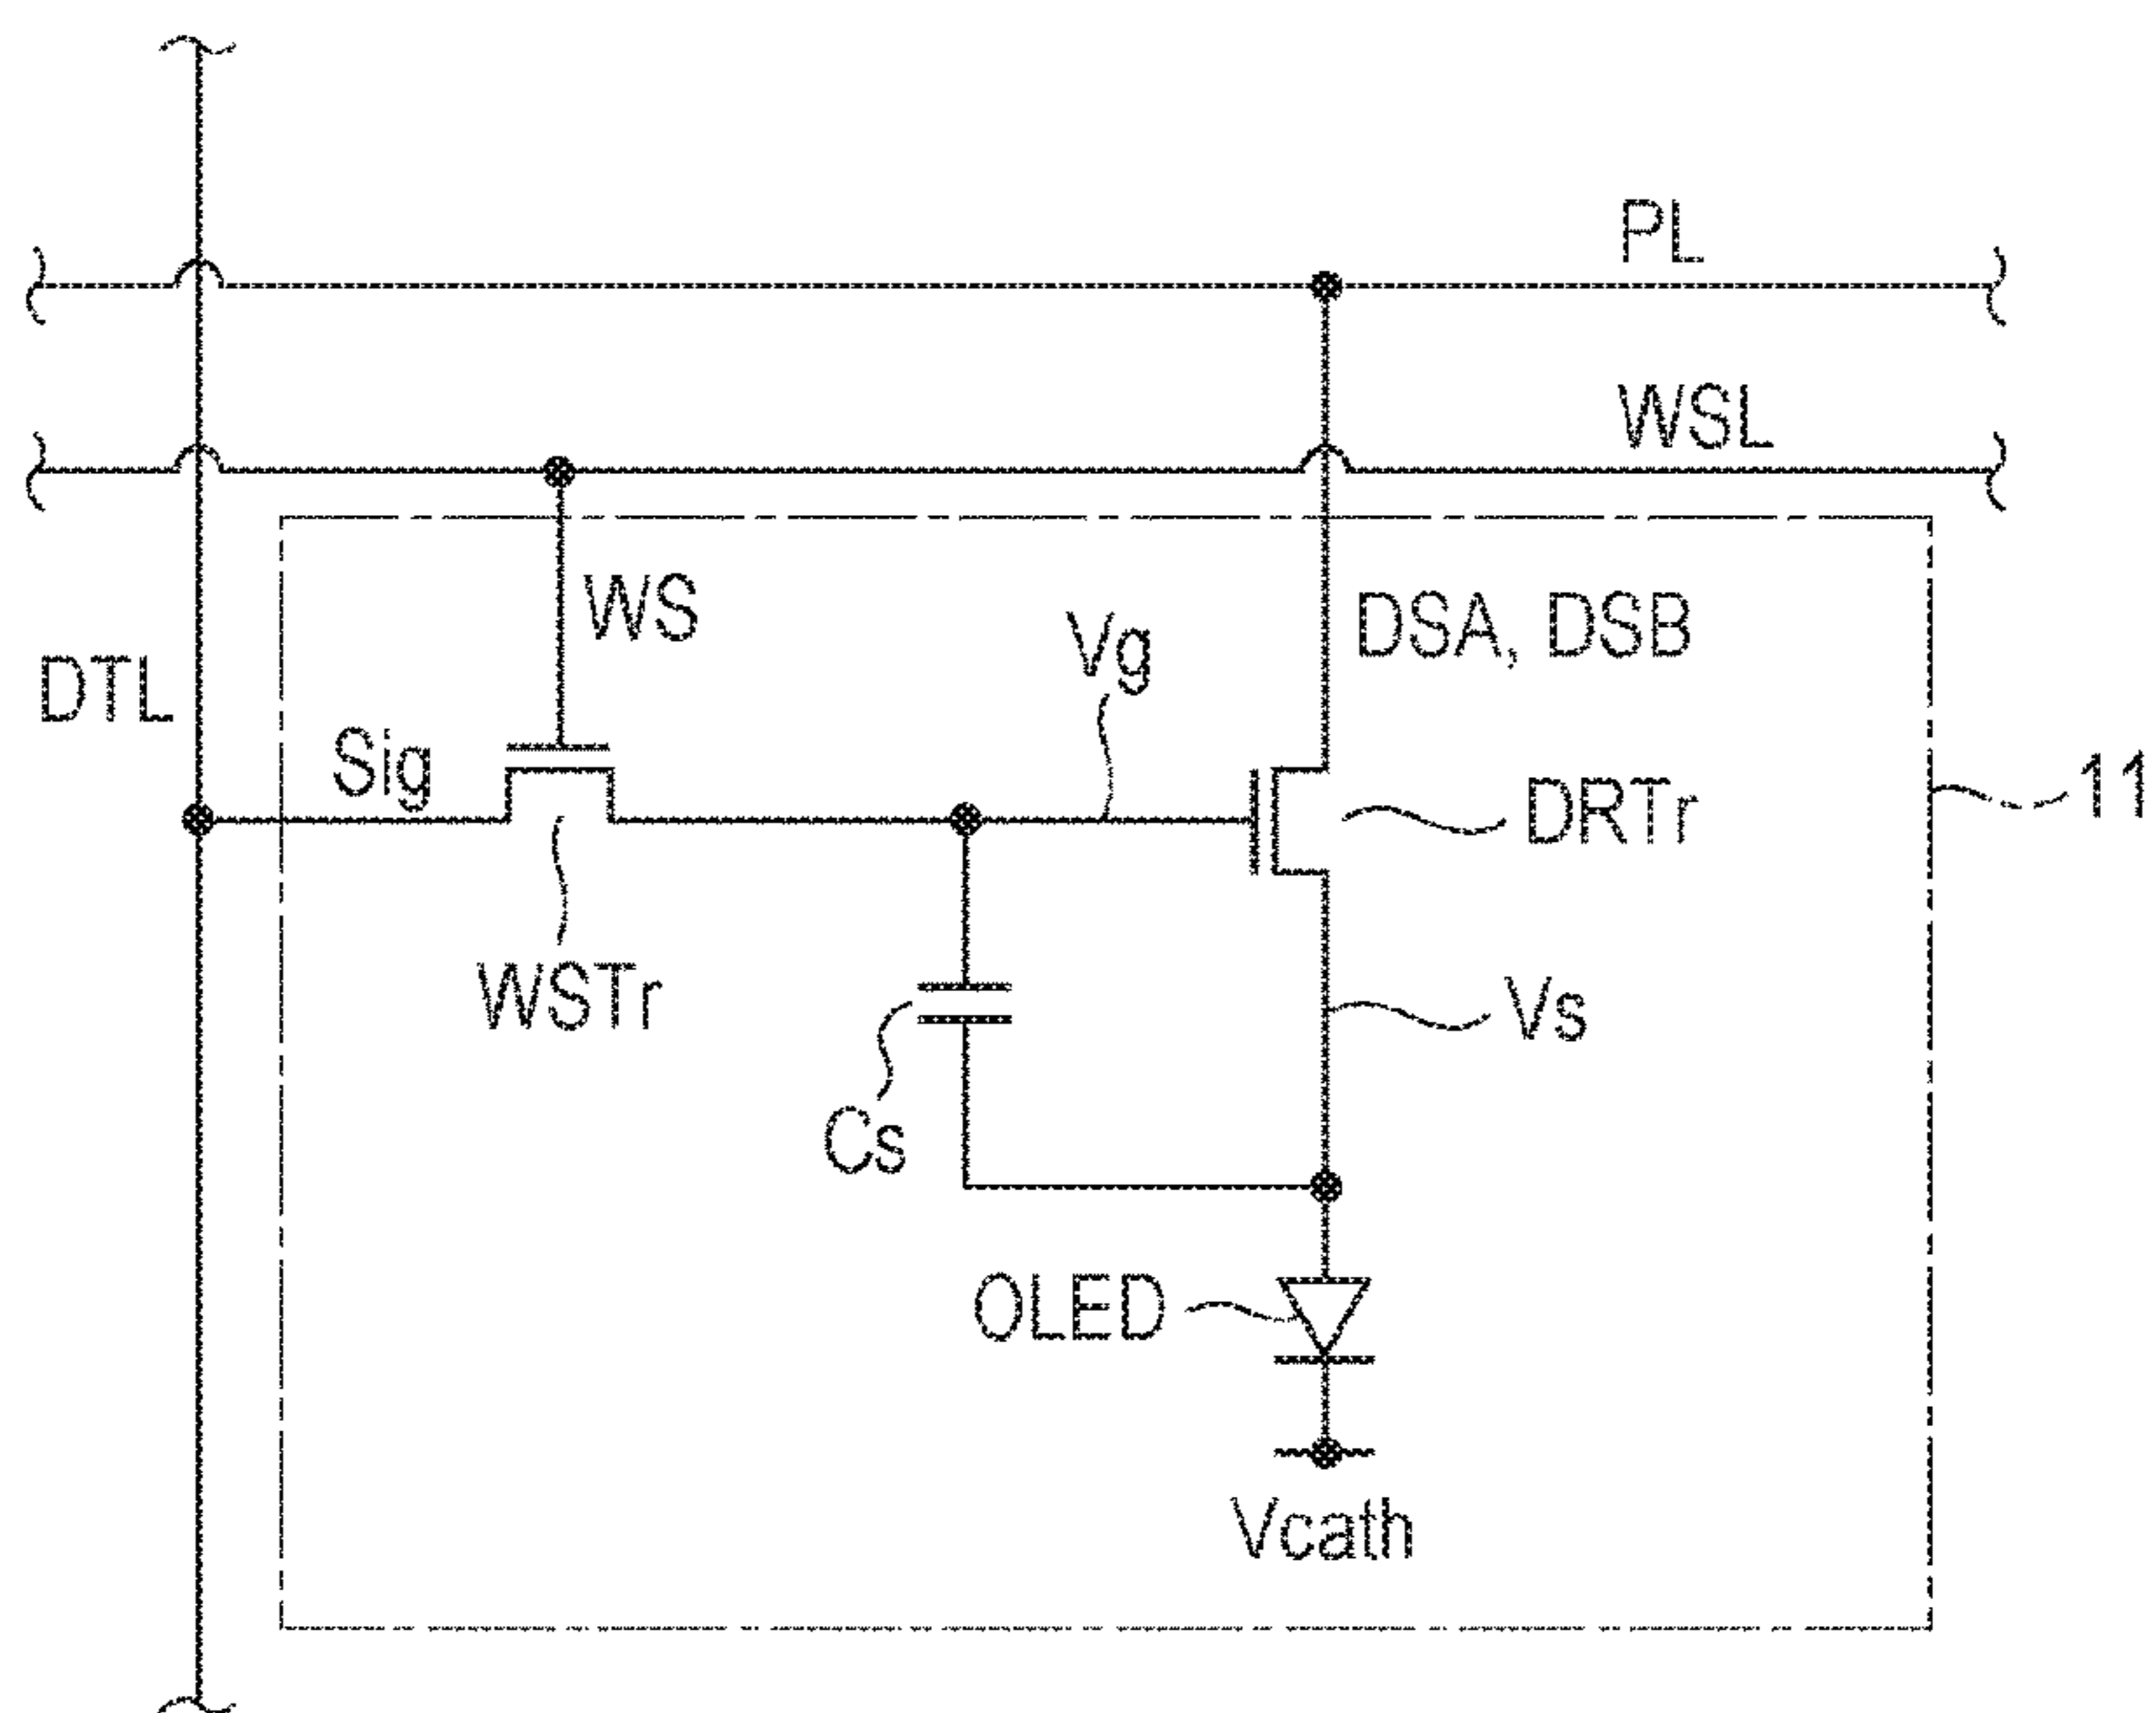 PL
WSL
WS
DSA, DSB
Vg
DTL
Sig
11
DRTr
WSTr
Vs
Cs
OLED
Vcath